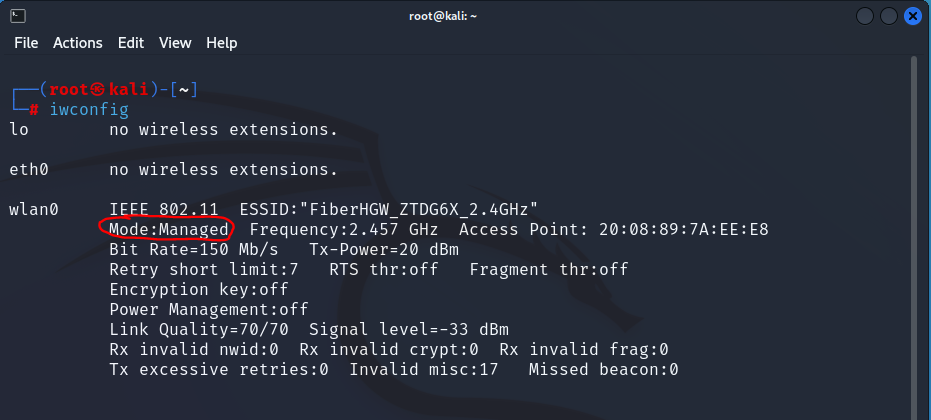 root@kali: ~
File Actions Edit View Help
┌──(root㉿kali)-[~]
└─# iwconfig
lo        no wireless extensions.
eth0      no wireless extensions.
wlan0     IEEE 802.11  ESSID:"FiberHGW_ZTDG6X_2.4GHz"
Mode:Managed  Frequency:2.457 GHz  Access Point: 20:08:89:7A:EE:E8
Bit Rate=150 Mb/s   Tx-Power=20 dBm
Retry short limit:7   RTS thr:off   Fragment thr:off
Encryption key:off
Power Management:off
Link Quality=70/70  Signal level=-33 dBm
Rx invalid nwid:0  Rx invalid crypt:0  Rx invalid frag:0
Tx excessive retries:0  Invalid misc:17   Missed beacon:0